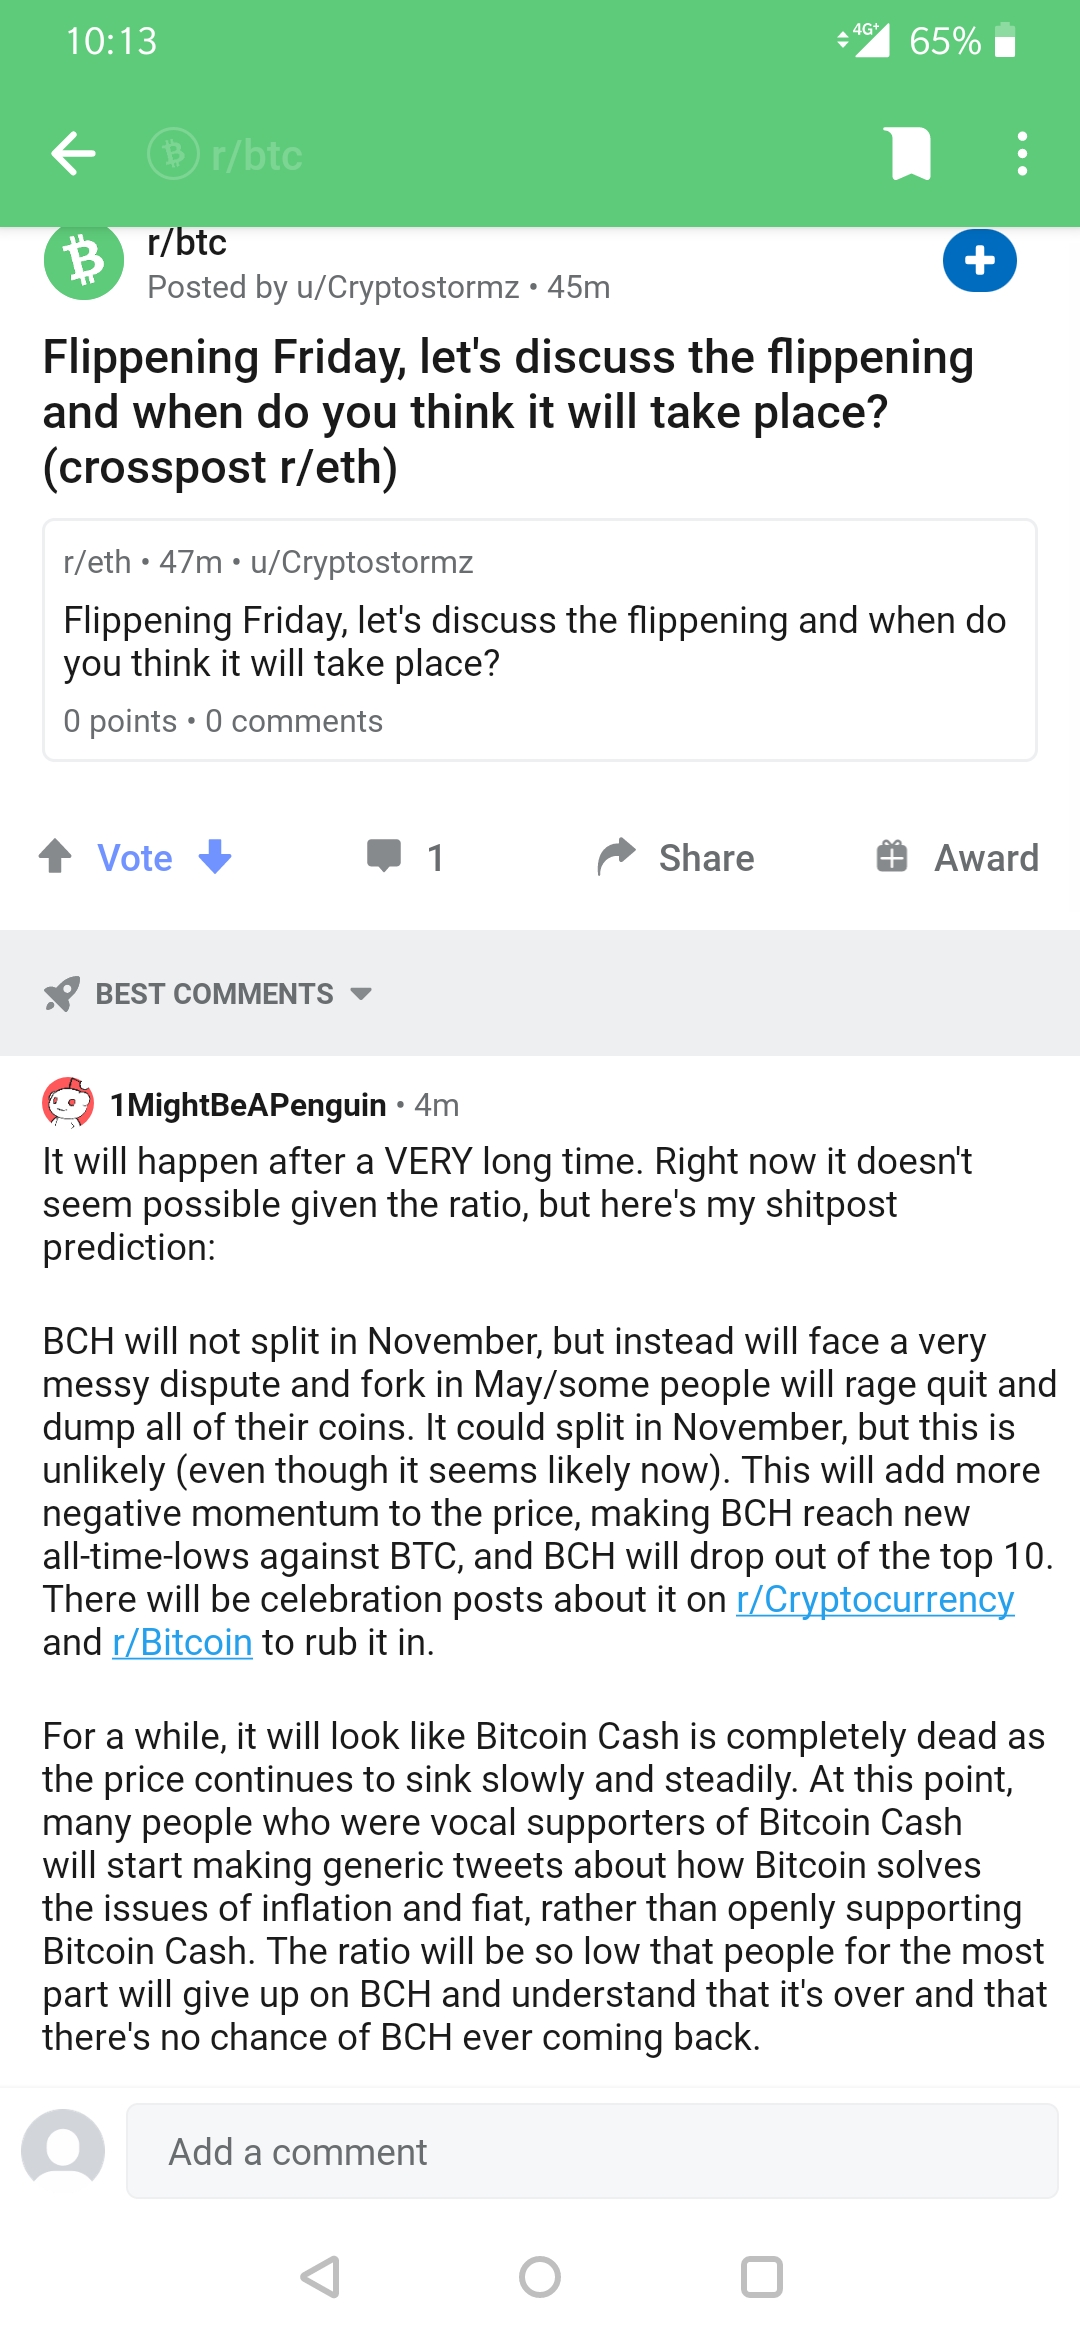 10:13
4G+ 65%
r/btc
r/btc
Posted by u/Cryptostormz • 45m
Flippening Friday, let's discuss the flippening
and when do you think it will take place?
(crosspost r/eth)
r/eth • 47m • u/Cryptostormz
Flippening Friday, let's discuss the flippening and when do
you think it will take place?
0 points • 0 comments
Vote 1 Share Award
BEST COMMENTS
1MightBeAPenguin • 4m
It will happen after a VERY long time. Right now it doesn't
seem possible given the ratio, but here's my shitpost
prediction:
BCH will not split in November, but instead will face a very
messy dispute and fork in May/some people will rage quit and
dump all of their coins. It could split in November, but this is
unlikely (even though it seems likely now). This will add more
negative momentum to the price, making BCH reach new
all-time-lows against BTC, and BCH will drop out of the top 10.
There will be celebration posts about it on r/Cryptocurrency
and r/Bitcoin to rub it in.
For a while, it will look like Bitcoin Cash is completely dead as
the price continues to sink slowly and steadily. At this point,
many people who were vocal supporters of Bitcoin Cash
will start making generic tweets about how Bitcoin solves
the issues of inflation and fiat, rather than openly supporting
Bitcoin Cash. The ratio will be so low that people for the most
part will give up on BCH and understand that it's over and that
there's no chance of BCH ever coming back.
Add a comment